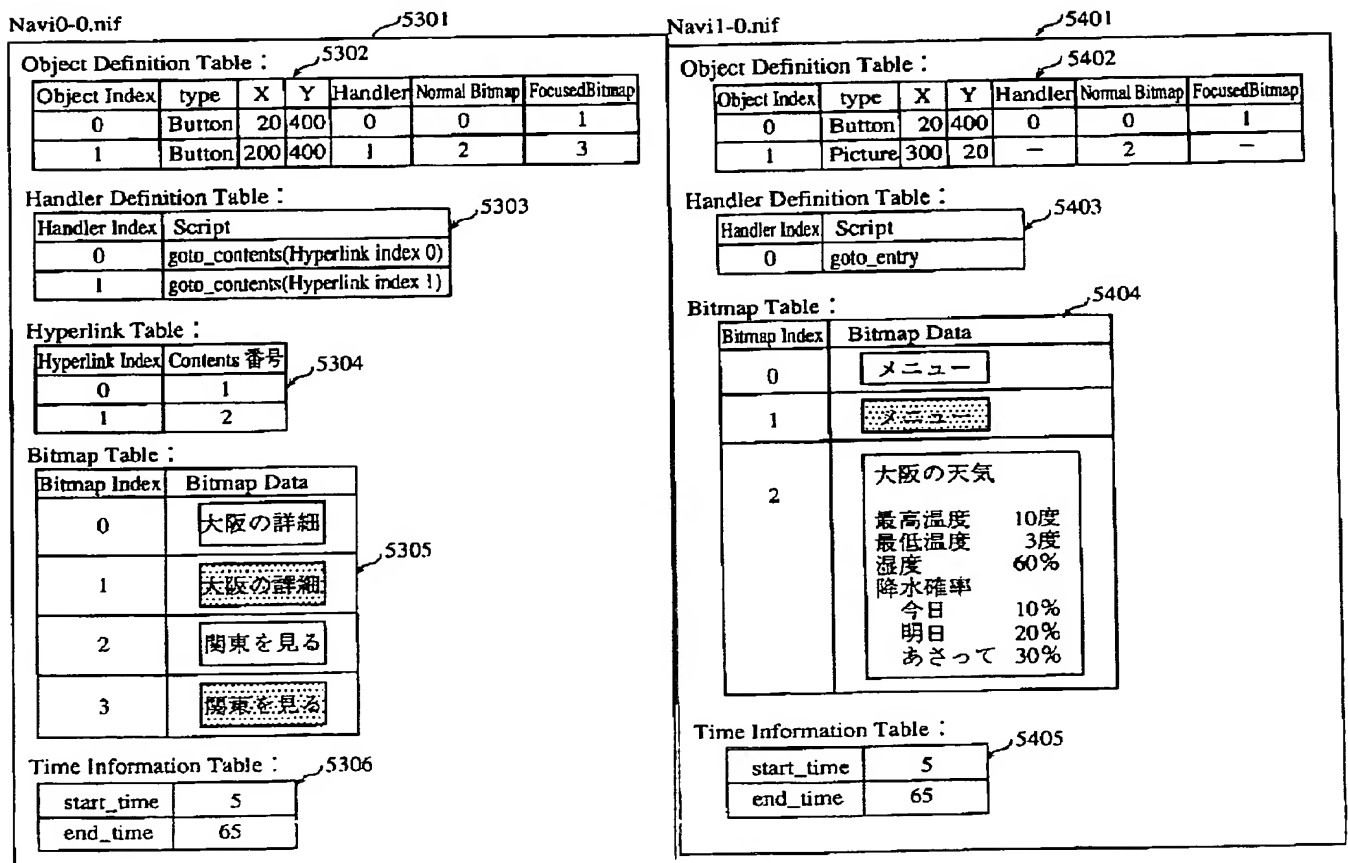 Navi0-0.nif
5301
Object Definition Table：
5302
Object Index type X Y Handler Normal Bitmap FocusedBitmap
0 Button 20 400 0 0 1
1 Button 200 400 1 2 3
Handler Definition Table：
5303
Handler Index Script
0 goto_contents(Hyperlink index 0)
1 goto_contents(Hyperlink index 1)
Hyperlink Table：
Hyperlink Index Contents 番号
5304
0 1
1 2
Bitmap Table：
Bitmap Index Bitmap Data
0 大阪の詳細
5305
1 大阪の詳細
2 関東を見る
3 関東を見る
Time Information Table：
5306
start_time 5
end_time 65
Navi1-0.nif
5401
Object Definition Table：
5402
Object Index type X Y Handler Normal Bitmap FocusedBitmap
0 Button 20 400 0 0 1
1 Picture 300 20 — 2 —
Handler Definition Table：
5403
Handler Index Script
0 goto_entry
Bitmap Table：
5404
Bitmap Index Bitmap Data
0 メニュー
1 メニュー
2 大阪の天気
最高温度 10度
最低温度 3度
湿度 60%
降水確率
今日 10%
明日 20%
あさって 30%
Time Information Table：
5405
start_time 5
end_time 65